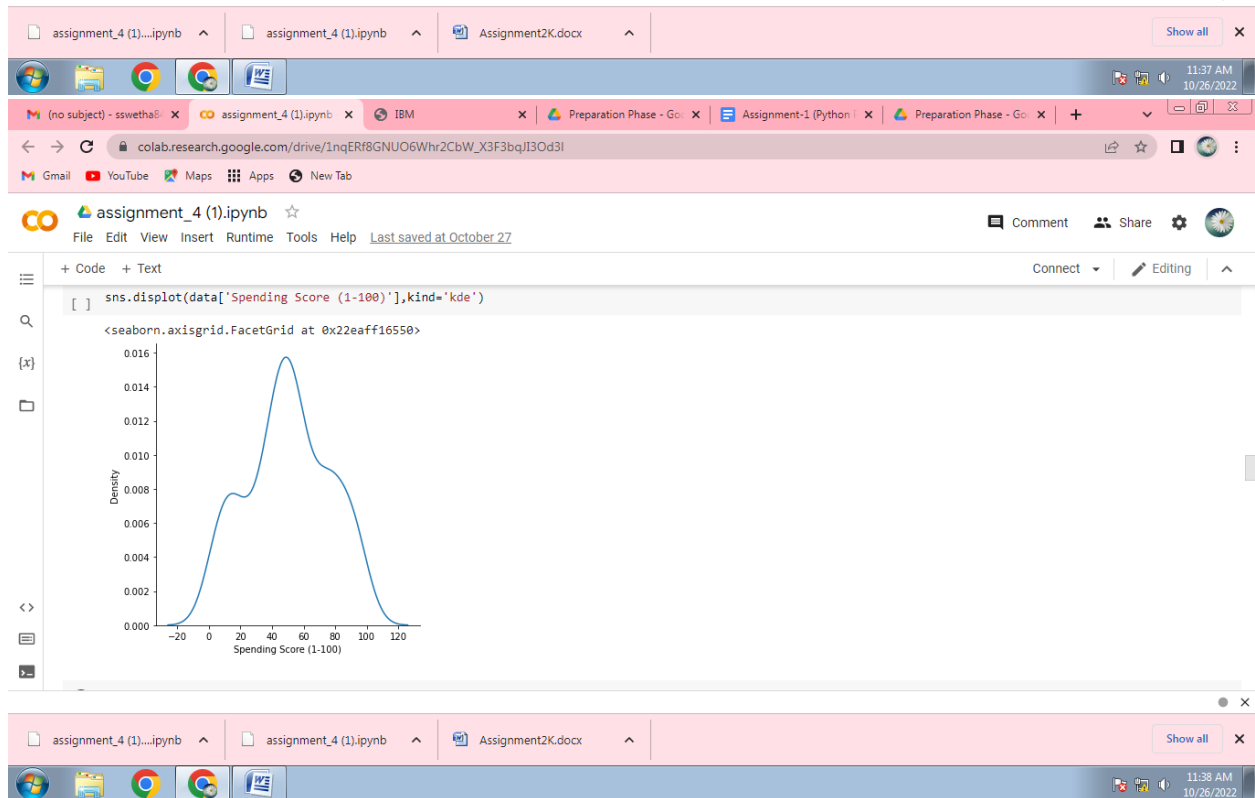 assignment_4 (1)....ipynb
assignment_4 (1).ipynb
Assignment2K.docx
Show all
11:37 AM
10/26/2022
(no subject) - sswetha8
assignment_4 (1).ipynb
IBM
Preparation Phase - Go
Assignment-1 (Python
Preparation Phase - Go
colab.research.google.com/drive/1nqERf8GNUO6Whr2CbW_X3F3bqJI3Od3I
Gmail YouTube Maps Apps New Tab
CO
assignment_4 (1).ipynb
File Edit View Insert Runtime Tools Help Last saved at October 27
Comment Share
+ Code + Text
Connect Editing
[ ] sns.displot(data['Spending Score (1-100)'],kind='kde')
<seaborn.axisgrid.FacetGrid at 0x22eaff16550>
{x}
0.016
0.014
0.012
0.010
0.008
0.006
0.004
0.002
0.000
Density
−20 0 20 40 60 80 100 120
Spending Score (1-100)
assignment_4 (1)....ipynb
assignment_4 (1).ipynb
Assignment2K.docx
Show all
11:38 AM
10/26/2022